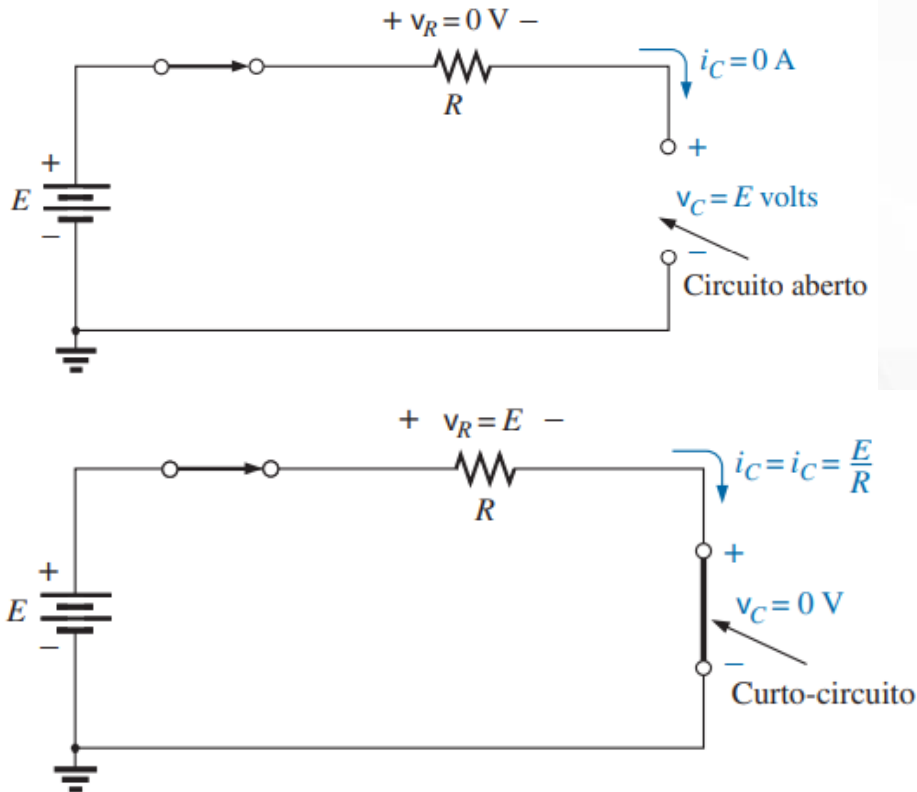 + v_R = 0 V −
i_C = 0 A
R
+
E
−
+
v_C = E volts
−
Circuito aberto
+ v_R = E −
i_C = i_C = E/R
R
+
E
−
+
v_C = 0 V
−
Curto-circuito